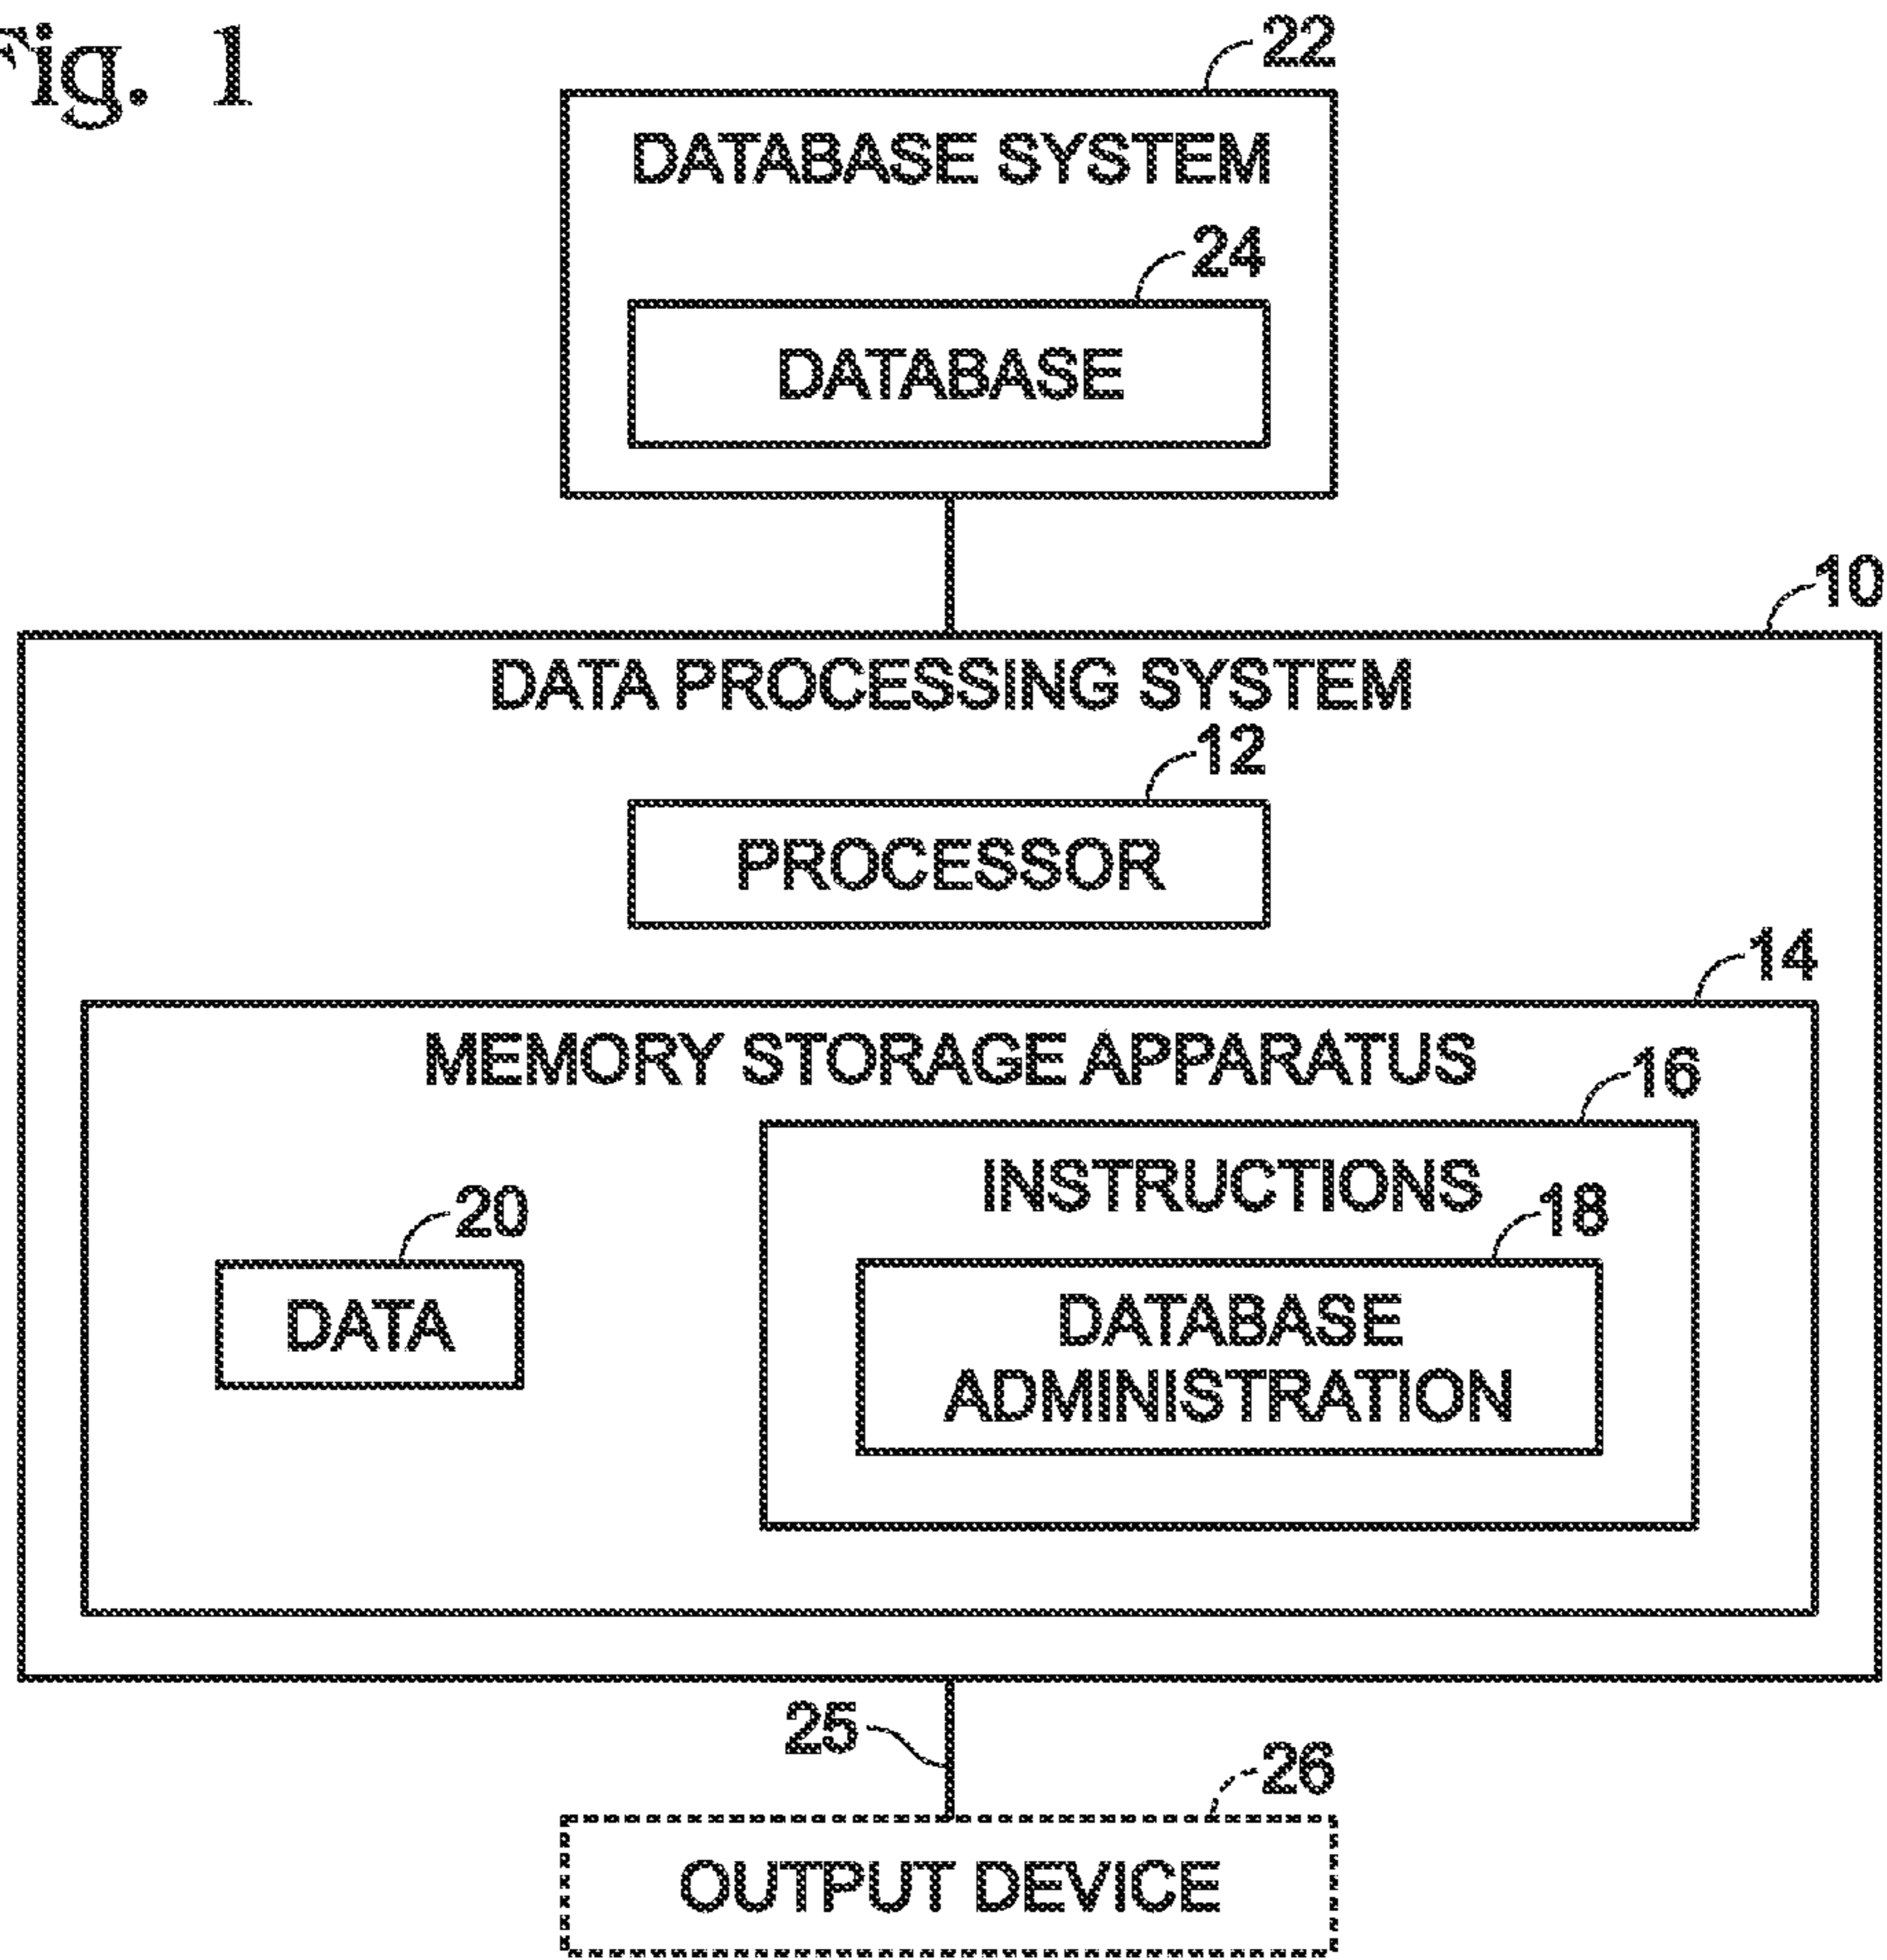 Fig. 1
22
DATABASE SYSTEM
24
DATABASE
10
DATA PROCESSING SYSTEM
12
PROCESSOR
14
MEMORY STORAGE APPARATUS
16
INSTRUCTIONS
20
18
DATA
DATABASE
ADMINISTRATION
25
26
OUTPUT DEVICE